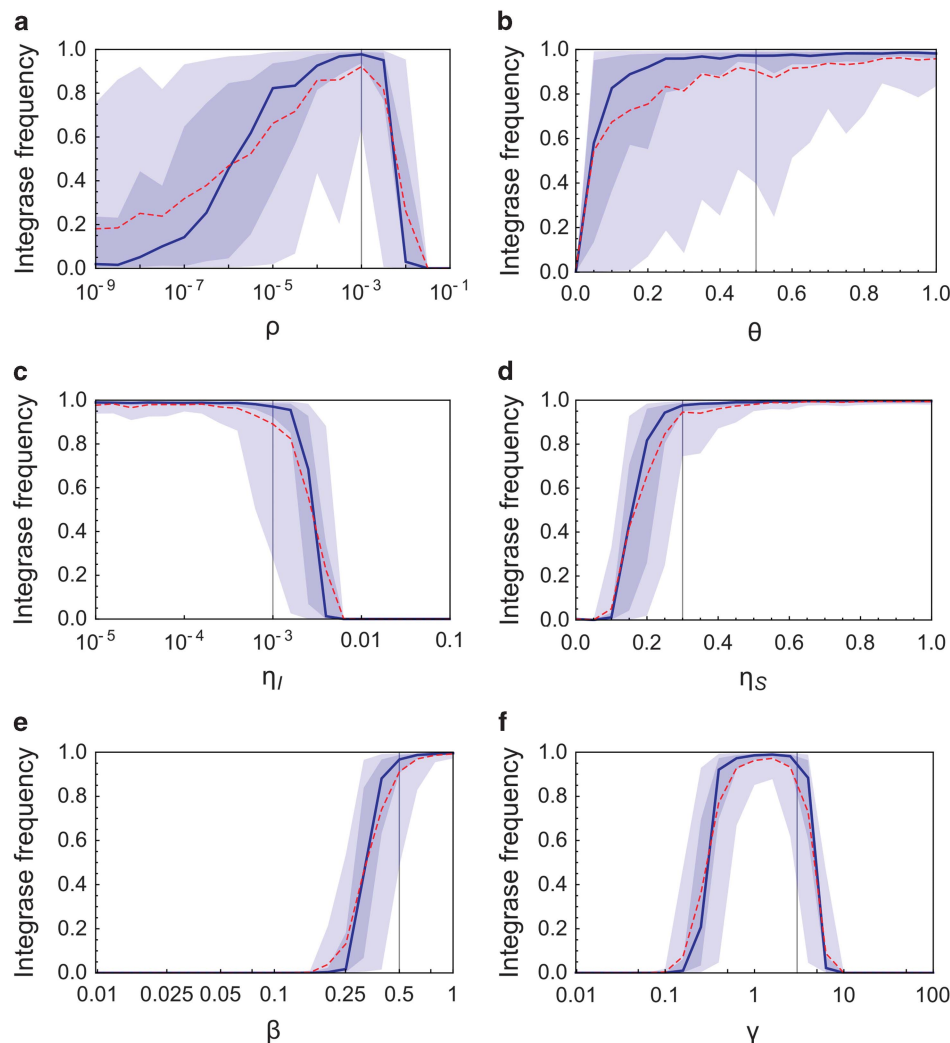 a
Integrase frequency
1.0
0.8
0.6
0.4
0.2
0.0
10⁻⁹ 10⁻⁷ 10⁻⁵ 10⁻³ 10⁻¹
ρ
b
Integrase frequency
1.0
0.8
0.6
0.4
0.2
0.0
0.0 0.2 0.4 0.6 0.8 1.0
θ
c
Integrase frequency
1.0
0.8
0.6
0.4
0.2
0.0
10⁻⁵ 10⁻⁴ 10⁻³ 0.01 0.1
η_I
d
Integrase frequency
1.0
0.8
0.6
0.4
0.2
0.0
0.0 0.2 0.4 0.6 0.8 1.0
η_S
e
Integrase frequency
1.0
0.8
0.6
0.4
0.2
0.0
0.01 0.025 0.05 0.1 0.25 0.5 1
β
f
Integrase frequency
1.0
0.8
0.6
0.4
0.2
0.0
0.01 0.1 1 10 100
γ